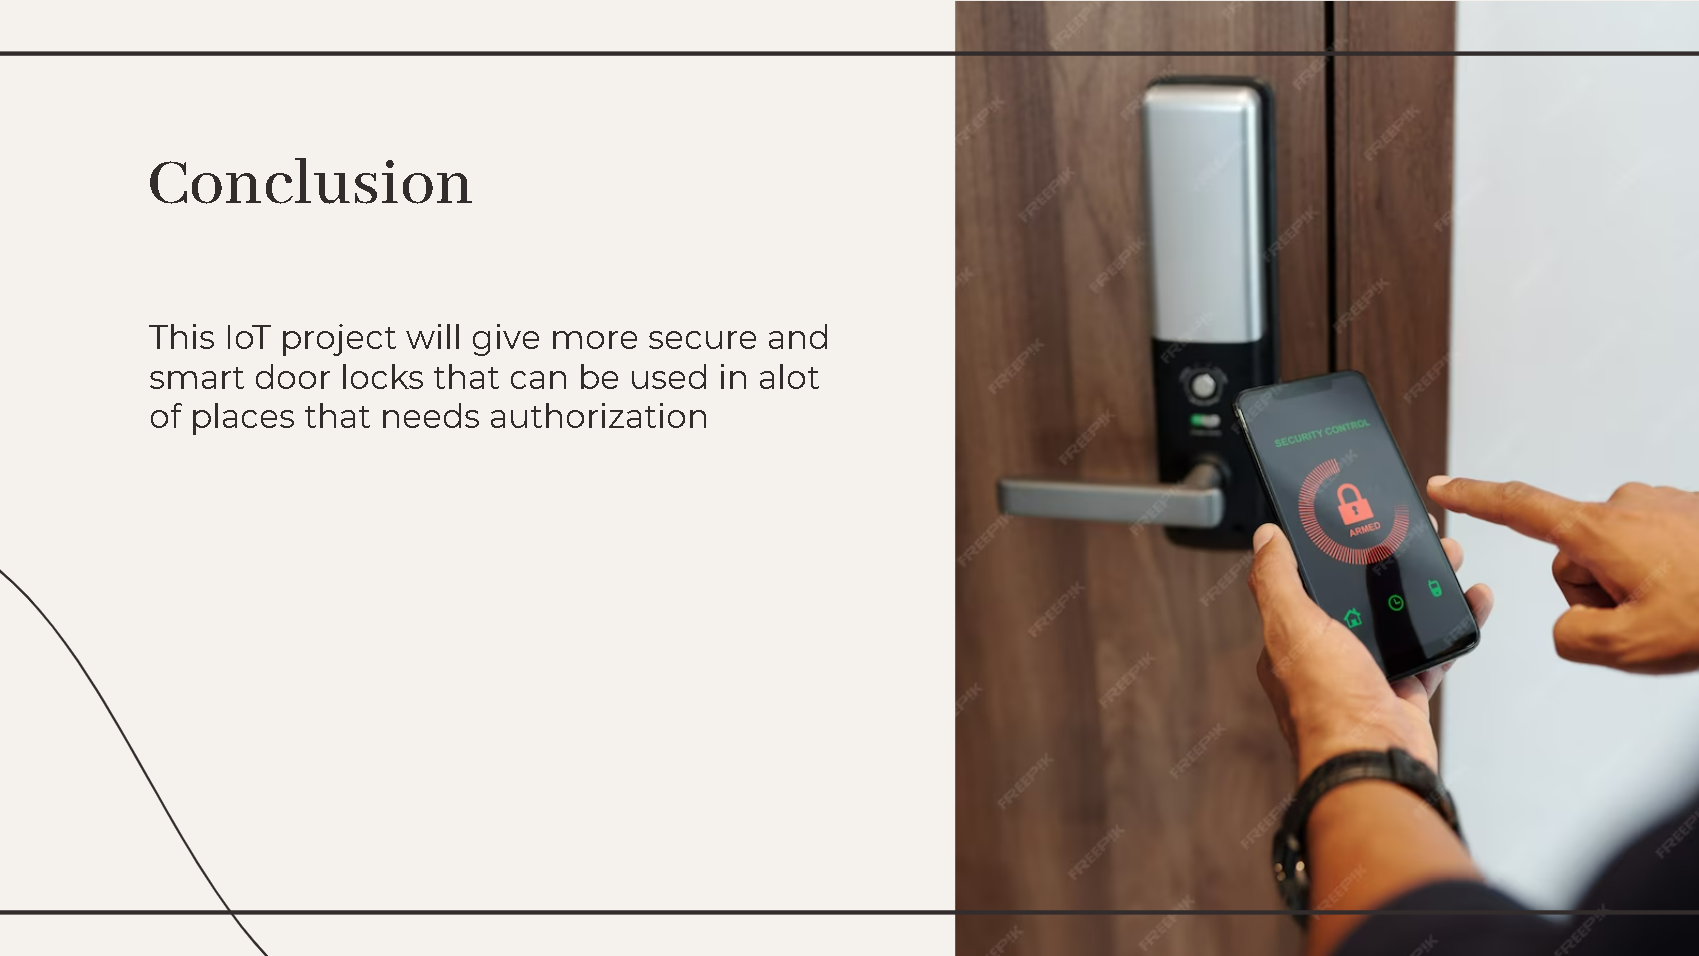 Conclusion
This IoT project will give more secure and
smart door locks that can be used in alot
of places that needs authorization
SECURITY CONTROL
ARMED
FREEPIK